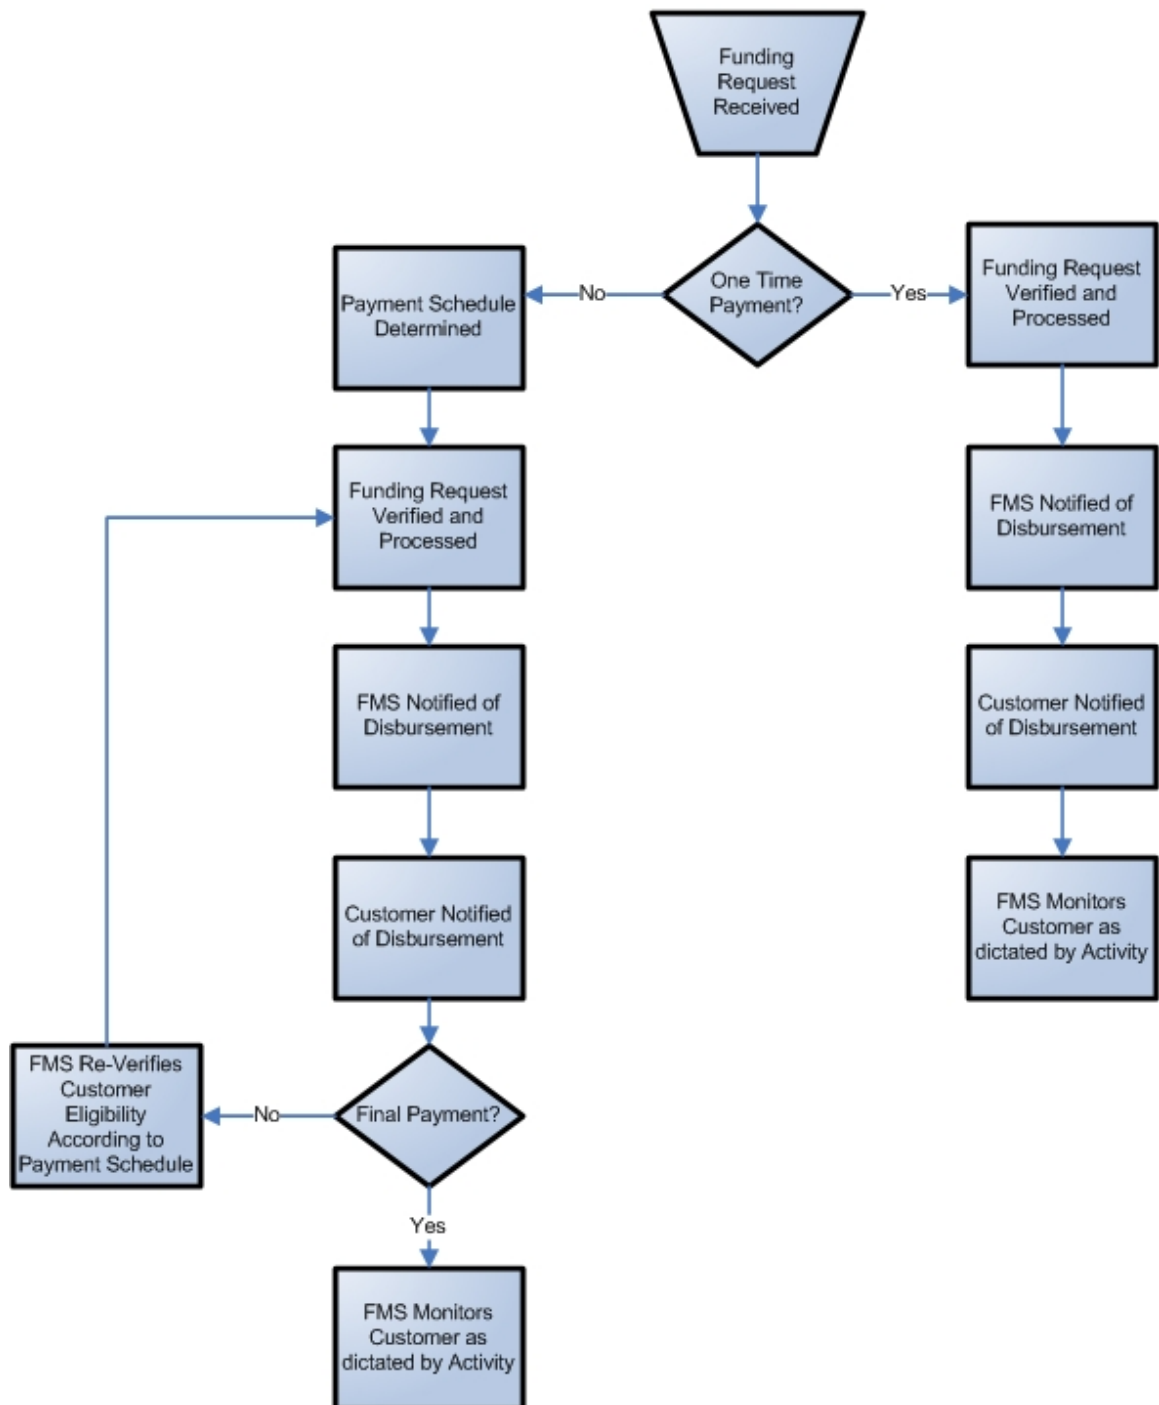 Funding
Request
Received
One Time
Payment?
No
Yes
Payment Schedule
Determined
Funding Request
Verified and
Processed
Funding Request
Verified and
Processed
FMS Notified of
Disbursement
FMS Notified of
Disbursement
Customer Notified
of Disbursement
Customer Notified
of Disbursement
FMS Monitors
Customer as
dictated by Activity
Final Payment?
No
FMS Re-Verifies
Customer
Eligibility
According to
Payment Schedule
Yes
FMS Monitors
Customer as
dictated by Activity